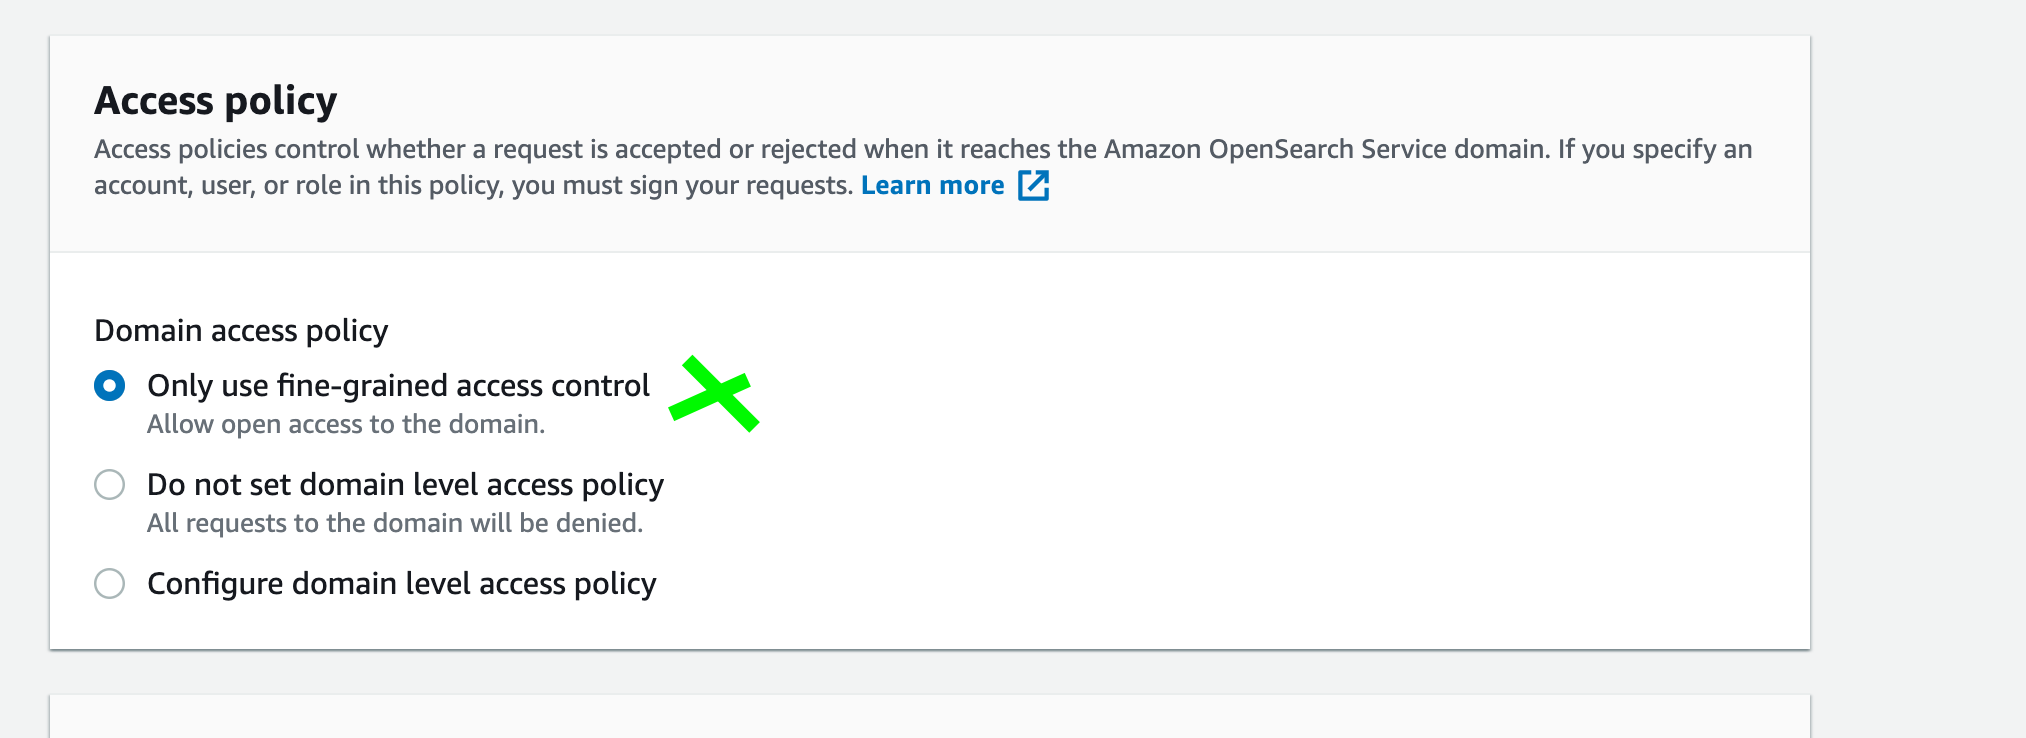 Access policy
Access policies control whether a request is accepted or rejected when it reaches the Amazon OpenSearch Service domain. If you specify an
account, user, or role in this policy, you must sign your requests. Learn more
Domain access policy
Only use fine-grained access control
Allow open access to the domain.
Do not set domain level access policy
All requests to the domain will be denied.
Configure domain level access policy